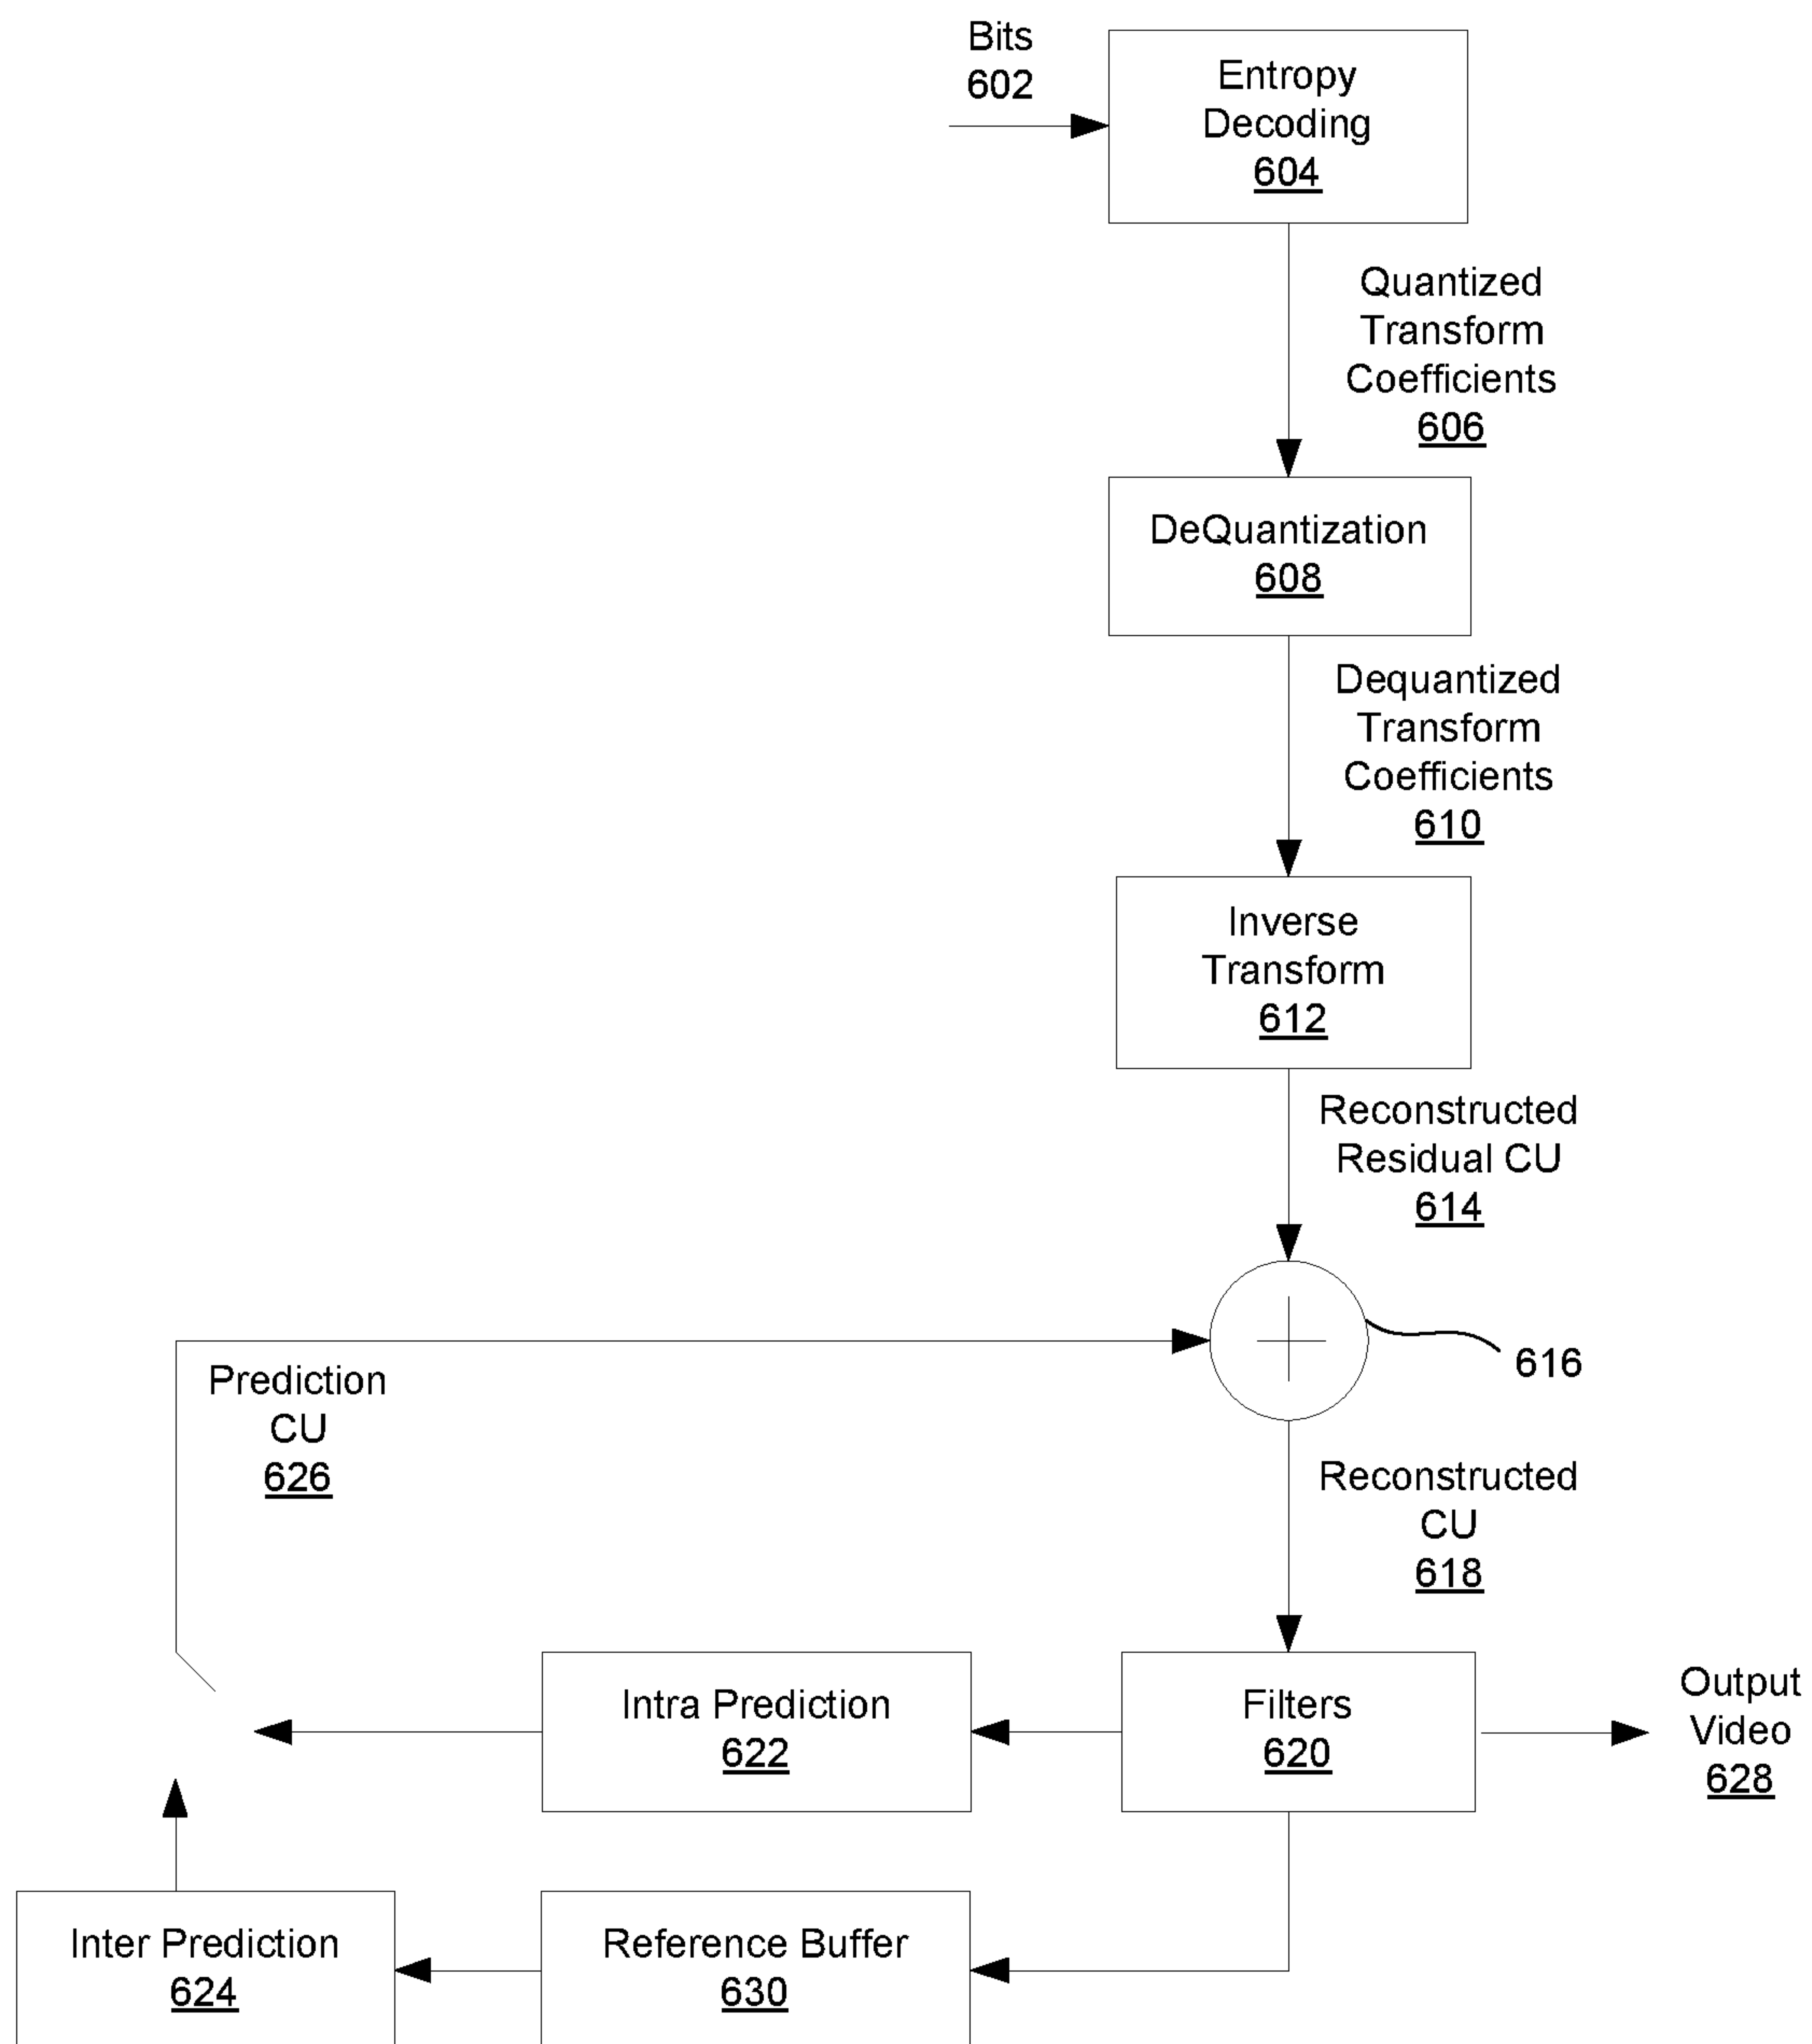 Bits
602
Entropy
Decoding
604
Quantized
Transform
Coefficients
606
DeQuantization
608
Dequantized
Transform
Coefficients
610
Inverse
Transform
612
Reconstructed
Residual CU
614
616
Prediction
CU
626
Reconstructed
CU
618
Intra Prediction
622
Filters
620
Output
Video
628
Inter Prediction
624
Reference Buffer
630